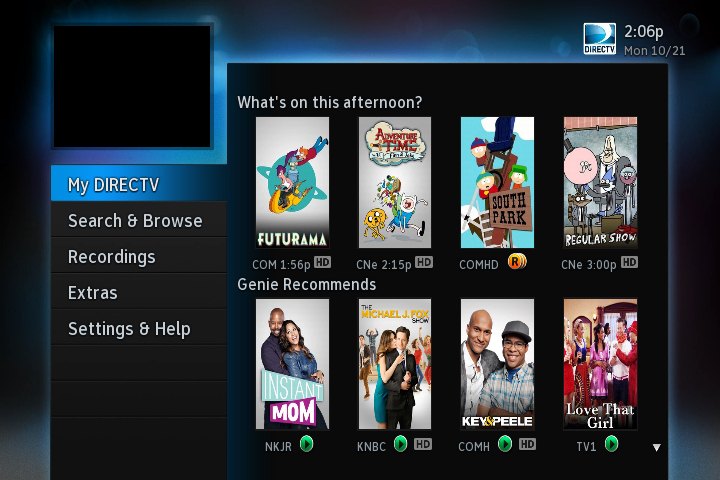 DIRECTV
2:06p
Mon 10/21
What's on this afternoon?
My DIRECTV
Search & Browse
Recordings
Extras
Settings & Help
FUTURAMA
ADVENTURE
TIME
SOUTH
PARK
REGULAR SHOW
COM 1:56p HD
CNe 2:15p HD
COMHD R
CNe 3:00p HD
Genie Recommends
INSTANT
MOM
THE
MICHAEL J. FOX
SHOW
KEY&PEELE
Love That
Girl
NKJR
KNBC HD
COMH HD
TV1